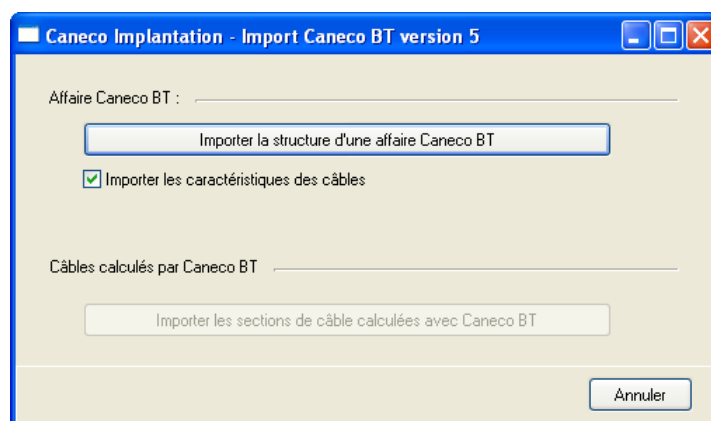 Caneco Implantation - Import Caneco BT version 5
Affaire Caneco BT :
Importer la structure d'une affaire Caneco BT
Importer les caractéristiques des câbles
Câbles calculés par Caneco BT
Importer les sections de câble calculées avec Caneco BT
Annuler